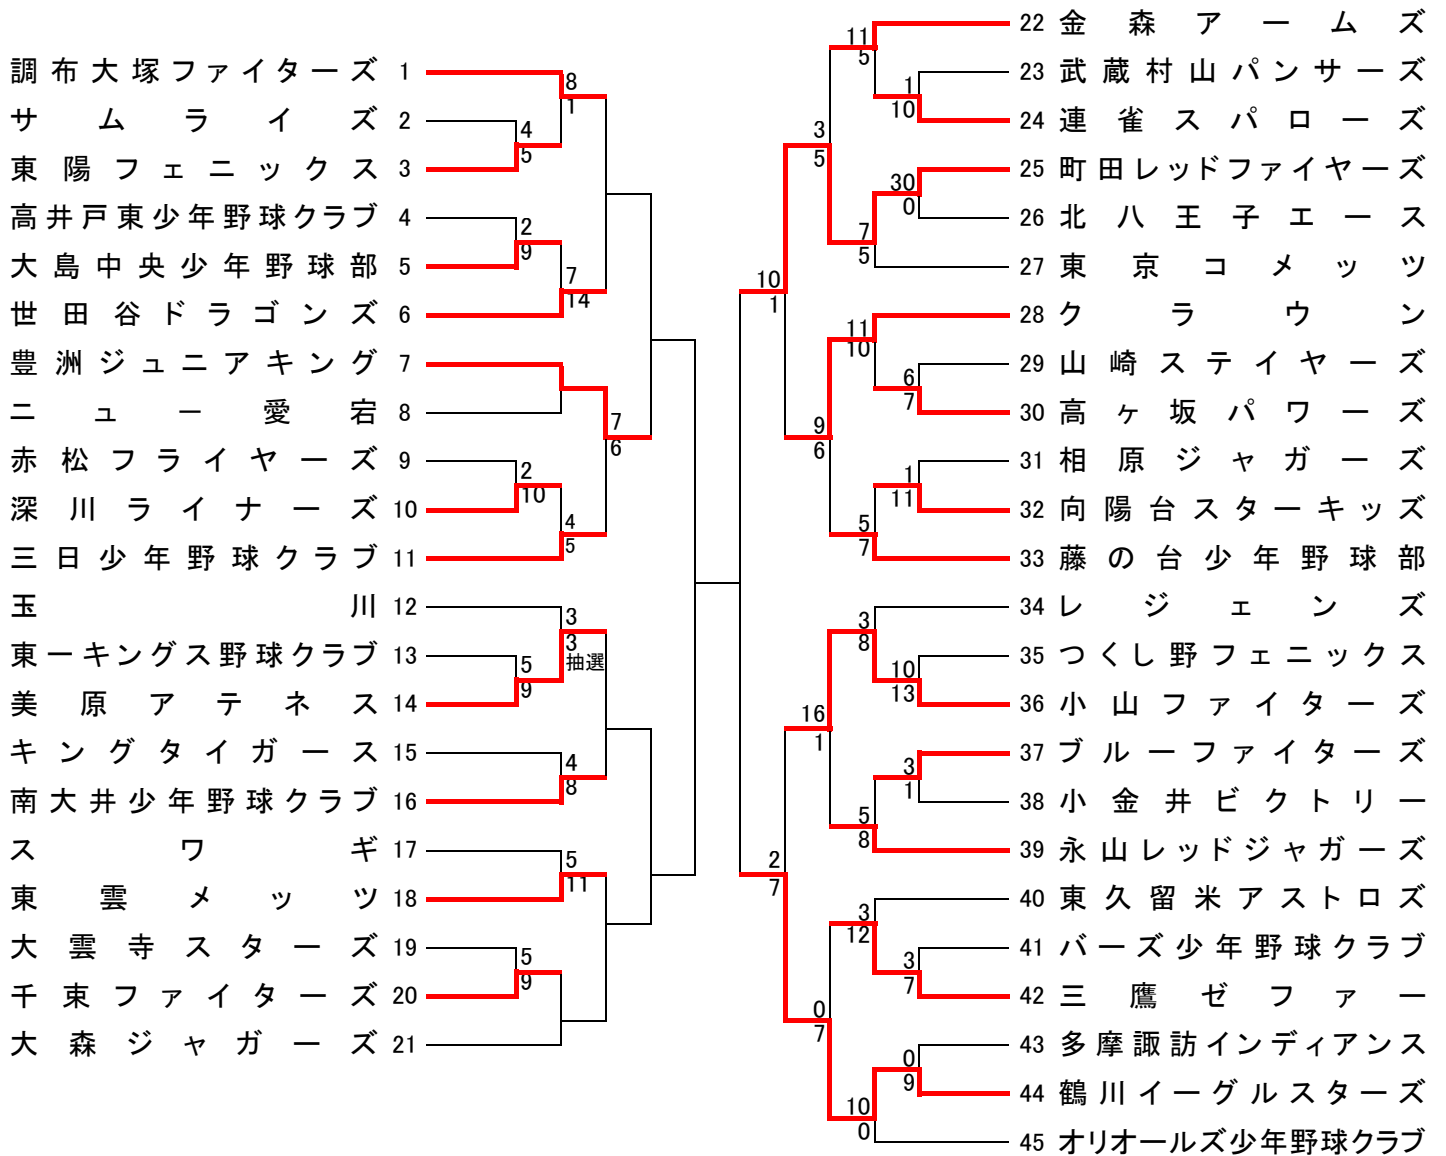 調布大塚ファイターズ 1
サムライズ 2
東陽フェニックス 3
高井戸東少年野球クラブ 4
大島中央少年野球部 5
世田谷ドラゴンズ 6
豊洲ジュニアキング 7
ニュー愛宕 8
赤松フライヤーズ 9
深川ライナーズ 10
三日少年野球クラブ 11
玉川 12
東一キングス野球クラブ 13
美原アテネス 14
キングタイガース 15
南大井少年野球クラブ 16
スワギ 17
東雲メッツ 18
大雲寺スターズ 19
千東ファイターズ 20
大森ジャガーズ 21
8
1
4
5
2
9
7
14
7
6
2
10
4
5
3
3
抽選
5
9
4
8
5
11
5
9
11
5
1
10
3
5
30
0
7
5
10
1
11
10
6
7
9
6
1
11
5
7
3
8
10
13
16
1
3
1
5
8
2
7
3
12
3
7
0
7
0
9
10
0
22 金森アームズ
23 武蔵村山パンサーズ
24 連雀スパローズ
25 町田レッドファイヤーズ
26 北八王子エース
27 東京コメッツ
28 クラウン
29 山崎ステイヤーズ
30 高ヶ坂パワーズ
31 相原ジャガーズ
32 向陽台スターキッズ
33 藤の台少年野球部
34 レジェンズ
35 つくし野フェニックス
36 小山ファイターズ
37 ブルーファイターズ
38 小金井ビクトリー
39 永山レッドジャガーズ
40 東久留米アストロズ
41 バーズ少年野球クラブ
42 三鷹ゼファー
43 多摩諏訪インディアンス
44 鶴川イーグルスターズ
45 オリオールズ少年野球クラブ